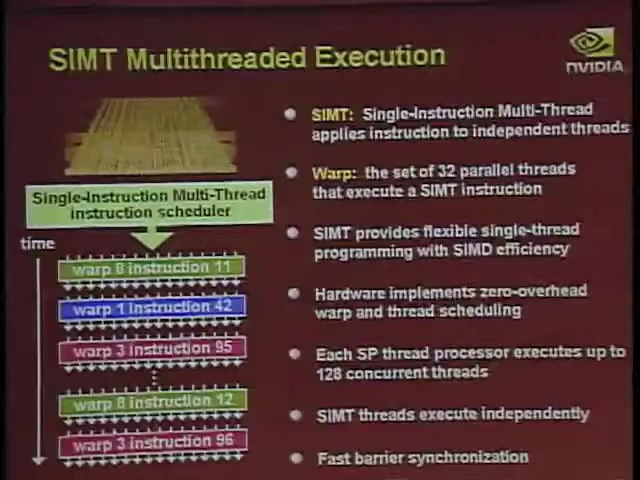 SIMT Multithreaded Execution
NVIDIA
Single-Instruction Multi-Thread
instruction scheduler
time
warp 8 instruction 11
warp 1 instruction 42
warp 3 instruction 95
warp 8 instruction 12
warp 3 instruction 96
SIMT: Single-Instruction Multi-Thread
applies instruction to independent threads
Warp: the set of 32 parallel threads
that execute a SIMT instruction
SIMT provides flexible single-thread
programming with SIMD efficiency
Hardware implements zero-overhead
warp and thread scheduling
Each SP thread processor executes up to
128 concurrent threads
SIMT threads execute independently
Fast barrier synchronization